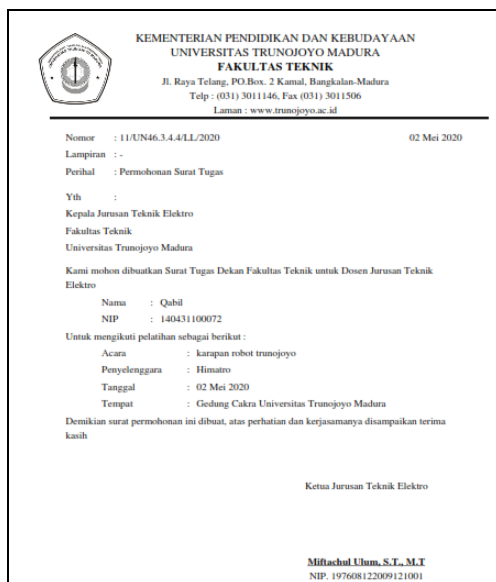 KEMENTERIAN PENDIDIKAN DAN KEBUDAYAAN
UNIVERSITAS TRUNOJOYO MADURA
FAKULTAS TEKNIK
Jl. Raya Telang, PO.Box. 2 Kamal, Bangkalan-Madura
Telp : (031) 3011146, Fax (031) 3011506
Laman : www.trunojoyo.ac.id
Nomor : 11/UN46.3.4.4/LL/2020 02 Mei 2020
Lampiran : -
Perihal : Permohonan Surat Tugas
Yth :
Kepala Jurusan Teknik Elektro
Fakultas Teknik
Universitas Trunojoyo Madura
Kami mohon dibuatkan Surat Tugas Dekan Fakultas Teknik untuk Dosen Jurusan Teknik
Elektro
Nama : Qabil
NIP : 140431100072
Untuk mengikuti pelatihan sebagai berikut :
Acara : karapan robot trunojoyo
Penyelenggara : Himatro
Tanggal : 02 Mei 2020
Tempat : Gedung Cakra Universitas Trunojoyo Madura
Demikian surat permohonan ini dibuat, atas perhatian dan kerjasamanya disampaikan terima
kasih
Ketua Jurusan Teknik Elektro
Miftachul Ulum, S.T., M.T
NIP. 197608122009121001